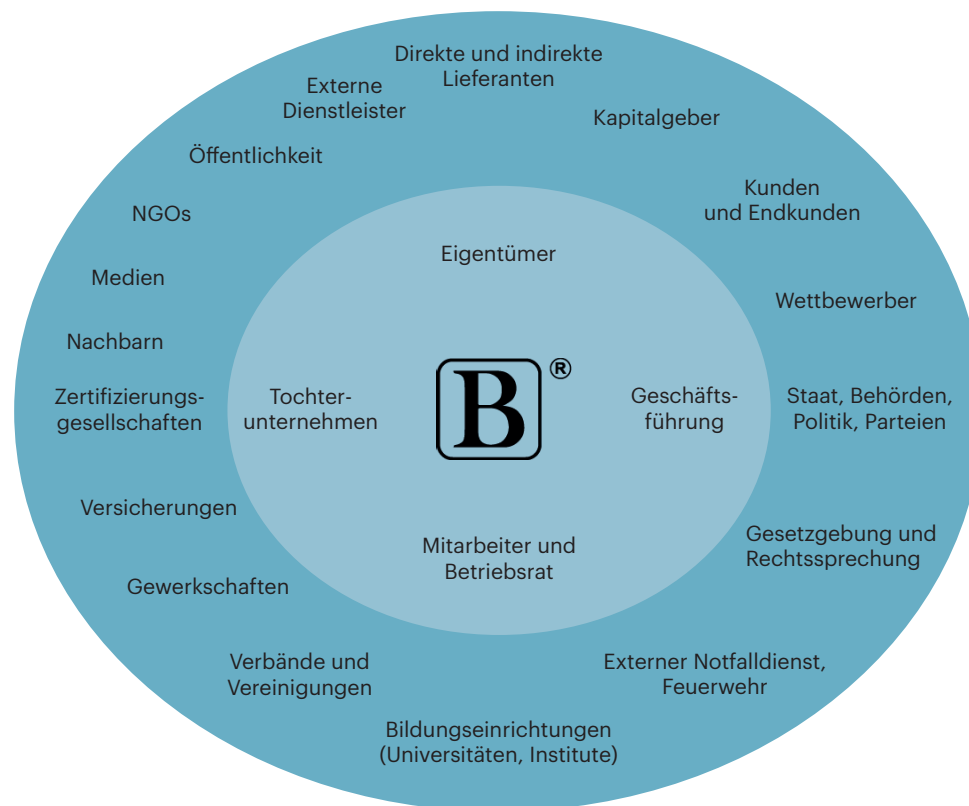 Direkte und indirekte
Lieferanten
Externe
Dienstleister
Kapitalgeber
Öffentlichkeit
Kunden
und Endkunden
NGOs
Eigentümer
Medien
Wettbewerber
Nachbarn
Zertifizierungs-
gesellschaften
Tochter-
unternehmen
B®
Geschäfts-
führung
Staat, Behörden,
Politik, Parteien
Versicherungen
Mitarbeiter und
Betriebsrat
Gesetzgebung und
Rechtssprechung
Gewerkschaften
Verbände und
Vereinigungen
Externer Notfalldienst,
Feuerwehr
Bildungseinrichtungen
(Universitäten, Institute)